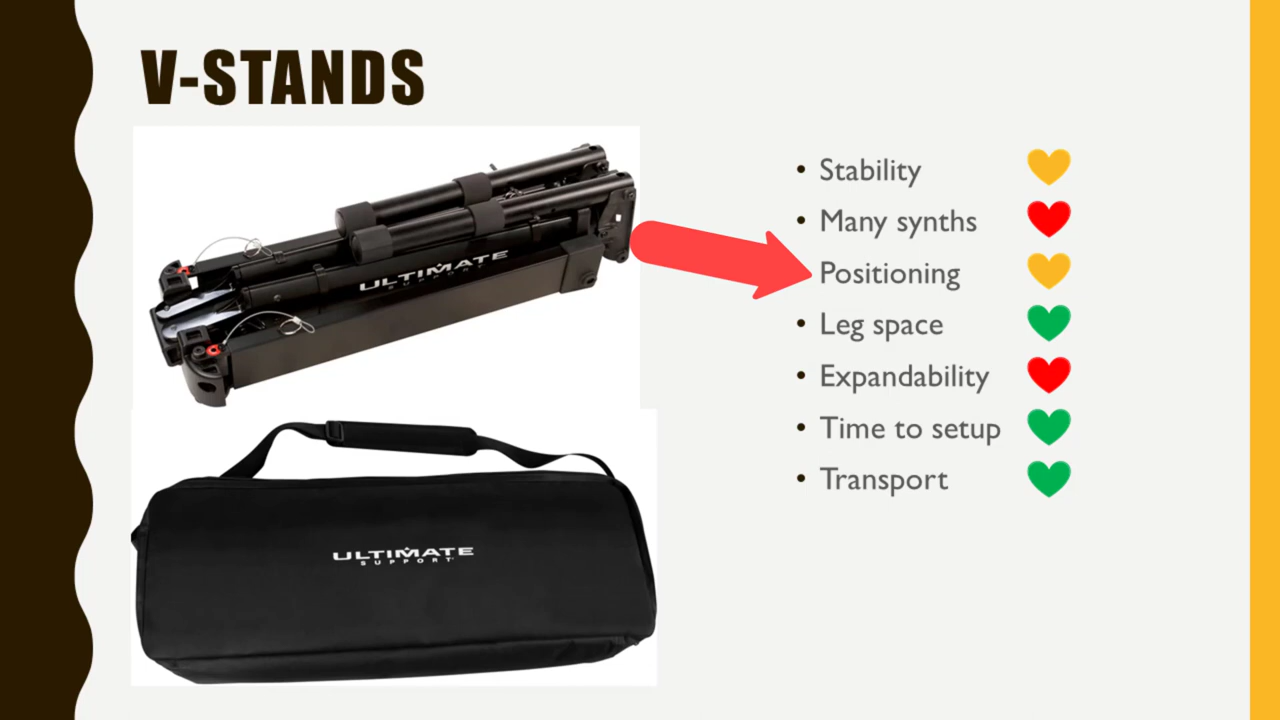 V-STANDS
ULTIMATE
SUPPORT
ULTIMATE
SUPPORT
• Stability
• Many synths
Positioning
• Leg space
• Expandability
• Time to setup
• Transport